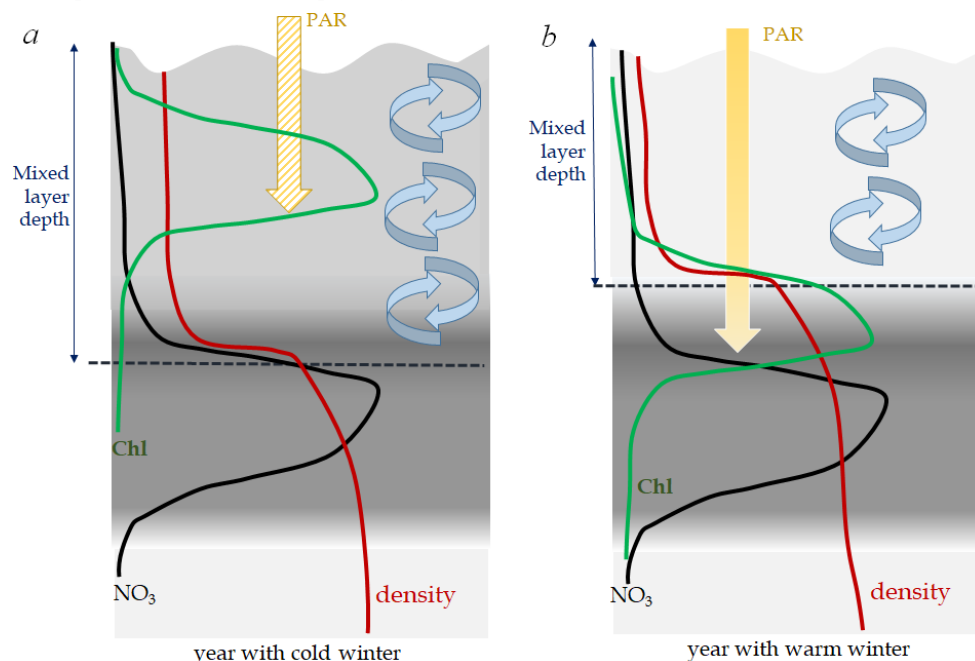 a
PAR
Mixed
layer
depth
Chl
NO3
density
year with cold winter
b
PAR
Mixed
layer
depth
Chl
NO3
density
year with warm winter